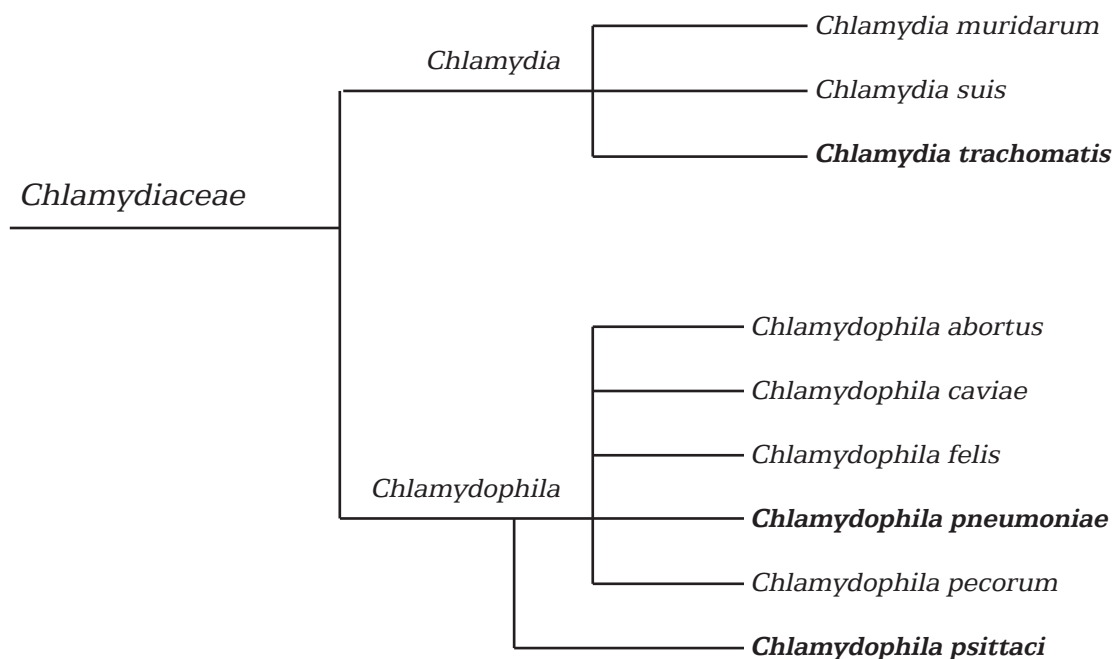 Chlamydia muridarum
Chlamydia
Chlamydia suis
Chlamydia trachomatis
Chlamydiaceae
Chlamydophila abortus
Chlamydophila caviae
Chlamydophila felis
Chlamydophila
Chlamydophila pneumoniae
Chlamydophila pecorum
Chlamydophila psittaci